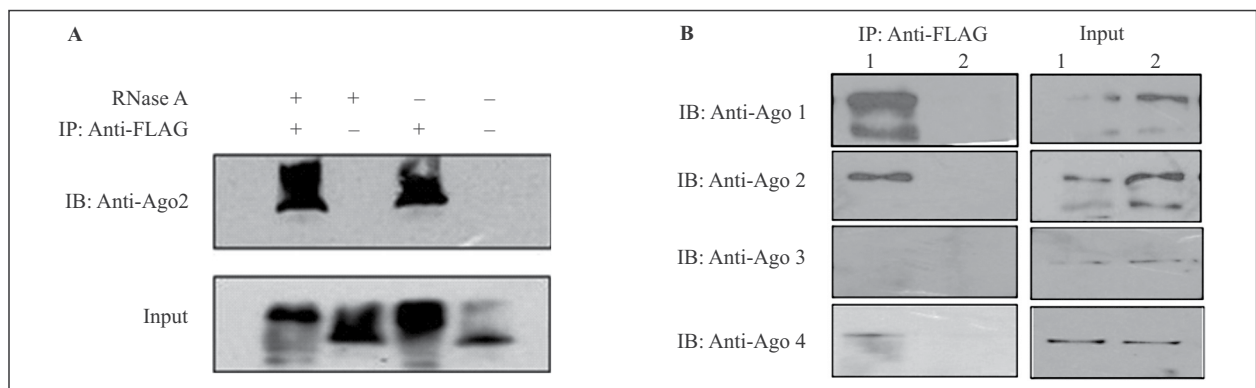 A
RNase A + + – –
IP: Anti-FLAG + – + –
IB: Anti-Ago2
Input
B
IP: Anti-FLAG Input
1 2 1 2
IB: Anti-Ago 1
IB: Anti-Ago 2
IB: Anti-Ago 3
IB: Anti-Ago 4